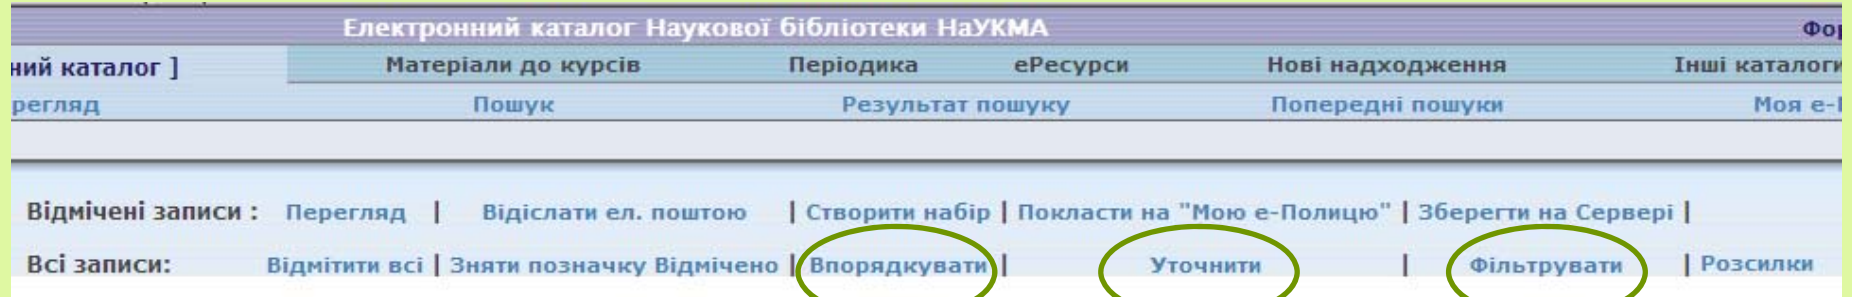 Електронний каталог Наукової бібліотеки НаУКМА Фор
ний каталог ] Матеріали до курсів Періодика еРесурси Нові надходження Інші каталоги
регляд Пошук Результат пошуку Попередні пошуки Моя е-
Відмічені записи : Перегляд | Відіслати ел. поштою | Створити набір | Покласти на "Мою е-Полицю" | Зберегти на Сервері |
Всі записи: Відмітити всі | Зняти позначку Відмічено | Впорядкувати | Уточнити | Фільтрувати | Розсилки